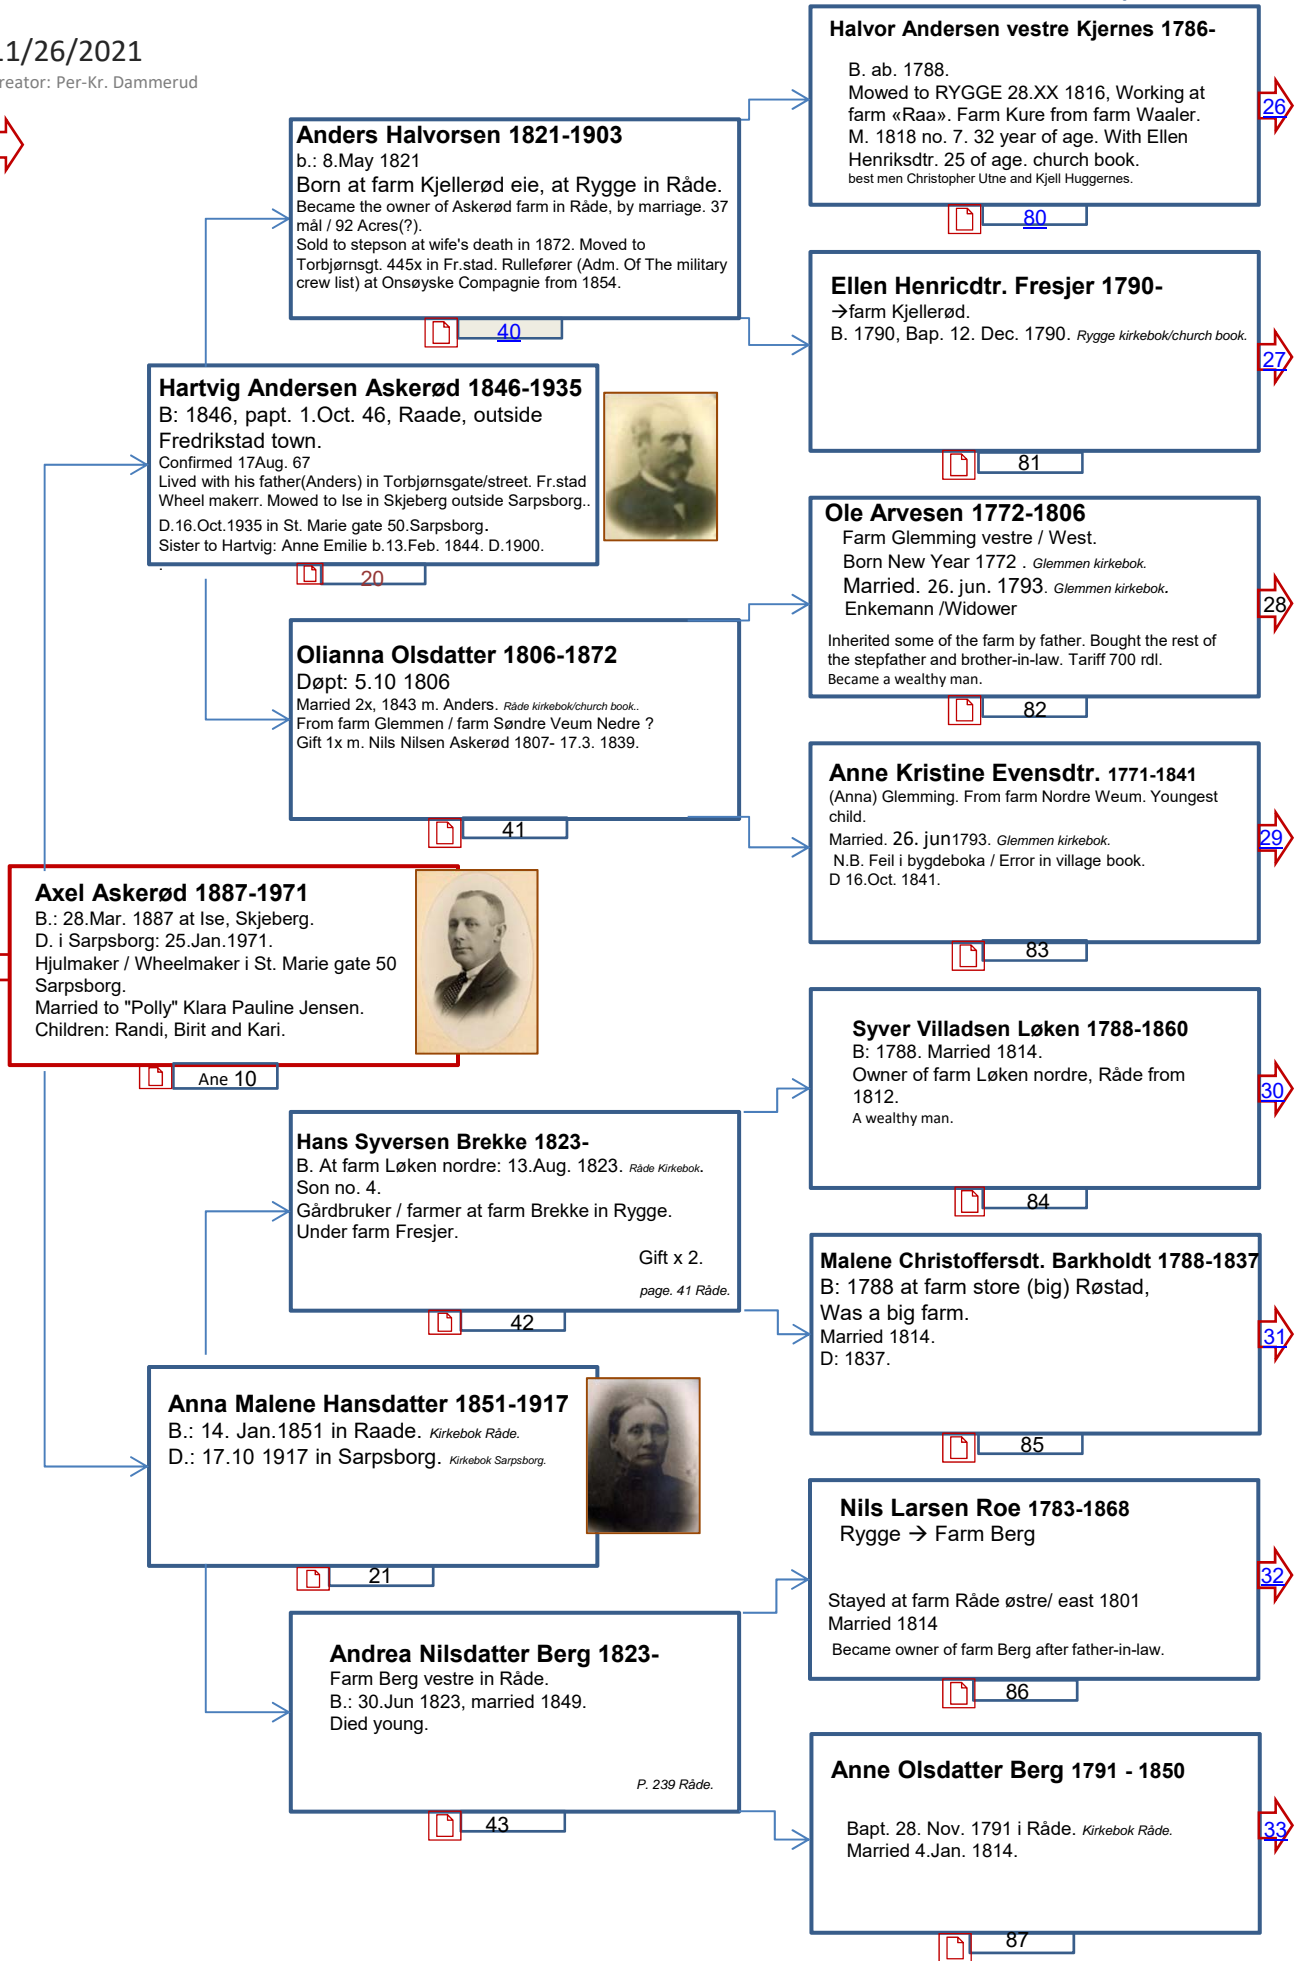 11/26/2021
reator: Per-Kr. Dammerud
Halvor Andersen vestre Kjernes 1786-
B. ab. 1788.
Mowed to RYGGE 28.XX 1816, Working at
farm «Raa». Farm Kure from farm Waaler.
M. 1818 no. 7. 32 year of age. With Ellen
Henriksdtr. 25 of age. church book.
best men Christopher Utne and Kjell Huggernes.
26
80
Anders Halvorsen 1821-1903
b.: 8.May 1821
Born at farm Kjellerød eie, at Rygge in Råde.
Became the owner of Askerød farm in Råde, by marriage. 37
mål / 92 Acres(?).
Sold to stepson at wife's death in 1872. Moved to
Torbjørnsgt. 445x in Fr.stad. Rullefører (Adm. Of The military
crew list) at Onsøyske Compagnie from 1854.
40
Ellen Henricdtr. Fresjer 1790-
→farm Kjellerød.
B. 1790, Bap. 12. Dec. 1790. Rygge kirkebok/church book.
27
81
Hartvig Andersen Askerød 1846-1935
B: 1846, papt. 1.Oct. 46, Raade, outside
Fredrikstad town.
Confirmed 17Aug. 67
Lived with his father(Anders) in Torbjørnsgate/street. Fr.stad
Wheel makerr. Mowed to Ise in Skjeberg outside Sarpsborg..
D.16.Oct.1935 in St. Marie gate 50.Sarpsborg.
Sister to Hartvig: Anne Emilie b.13.Feb. 1844. D.1900.
.
20
Ole Arvesen 1772-1806
Farm Glemming vestre / West.
Born New Year 1772 . Glemmen kirkebok.
Married. 26. jun. 1793. Glemmen kirkebok.
Enkemann /Widower
Inherited some of the farm by father. Bought the rest of
the stepfather and brother-in-law. Tariff 700 rdl.
Became a wealthy man.
28
82
Olianna Olsdatter 1806-1872
Døpt: 5.10 1806
Married 2x, 1843 m. Anders. Råde kirkebok/church book..
From farm Glemmen / farm Søndre Veum Nedre ?
Gift 1x m. Nils Nilsen Askerød 1807- 17.3. 1839.
41
Anne Kristine Evensdtr. 1771-1841
(Anna) Glemming. From farm Nordre Weum. Youngest
child.
Married. 26. jun1793. Glemmen kirkebok.
N.B. Feil i bygdeboka / Error in village book.
D 16.Oct. 1841.
29
83
Axel Askerød 1887-1971
B.: 28.Mar. 1887 at Ise, Skjeberg.
D. i Sarpsborg: 25.Jan.1971.
Hjulmaker / Wheelmaker i St. Marie gate 50
Sarpsborg.
Married to "Polly" Klara Pauline Jensen.
Children: Randi, Birit and Kari.
Ane 10
Syver Villadsen Løken 1788-1860
B: 1788. Married 1814.
Owner of farm Løken nordre, Råde from
1812.
A wealthy man.
30
84
Hans Syversen Brekke 1823-
B. At farm Løken nordre: 13.Aug. 1823. Råde Kirkebok.
Son no. 4.
Gårdbruker / farmer at farm Brekke in Rygge.
Under farm Fresjer.
Gift x 2.
page. 41 Råde.
42
Malene Christoffersdt. Barkholdt 1788-1837
B: 1788 at farm store (big) Røstad,
Was a big farm.
Married 1814.
D: 1837.
31
85
Anna Malene Hansdatter 1851-1917
B.: 14. Jan.1851 in Raade. Kirkebok Råde.
D.: 17.10 1917 in Sarpsborg. Kirkebok Sarpsborg.
21
Nils Larsen Roe 1783-1868
Rygge → Farm Berg
Stayed at farm Råde østre/ east 1801
Married 1814
Became owner of farm Berg after father-in-law.
32
86
Andrea Nilsdatter Berg 1823-
Farm Berg vestre in Råde.
B.: 30.Jun 1823, married 1849.
Died young.
P. 239 Råde.
43
Anne Olsdatter Berg 1791 - 1850
Bapt. 28. Nov. 1791 i Råde. Kirkebok Råde.
Married 4.Jan. 1814.
33
87